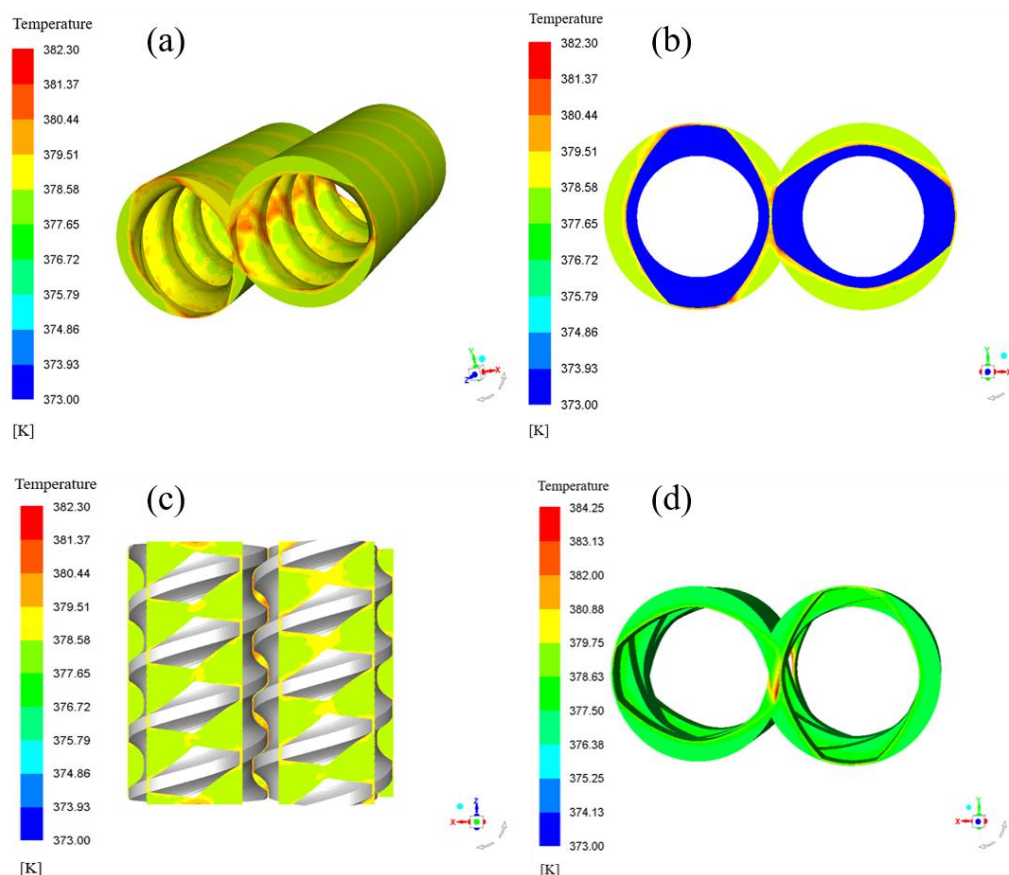 Temperature
(a)
382.30
381.37
380.44
379.51
378.58
377.65
376.72
375.79
374.86
373.93
373.00
[K]
Y
X
Z
Temperature
(b)
382.30
381.37
380.44
379.51
378.58
377.65
376.72
375.79
374.86
373.93
373.00
[K]
Y
X
Temperature
(c)
382.30
381.37
380.44
379.51
378.58
377.65
376.72
375.79
374.86
373.93
373.00
[K]
Z
X
Temperature
(d)
384.25
383.13
382.00
380.88
379.75
378.63
377.50
376.38
375.25
374.13
373.00
[K]
Y
X